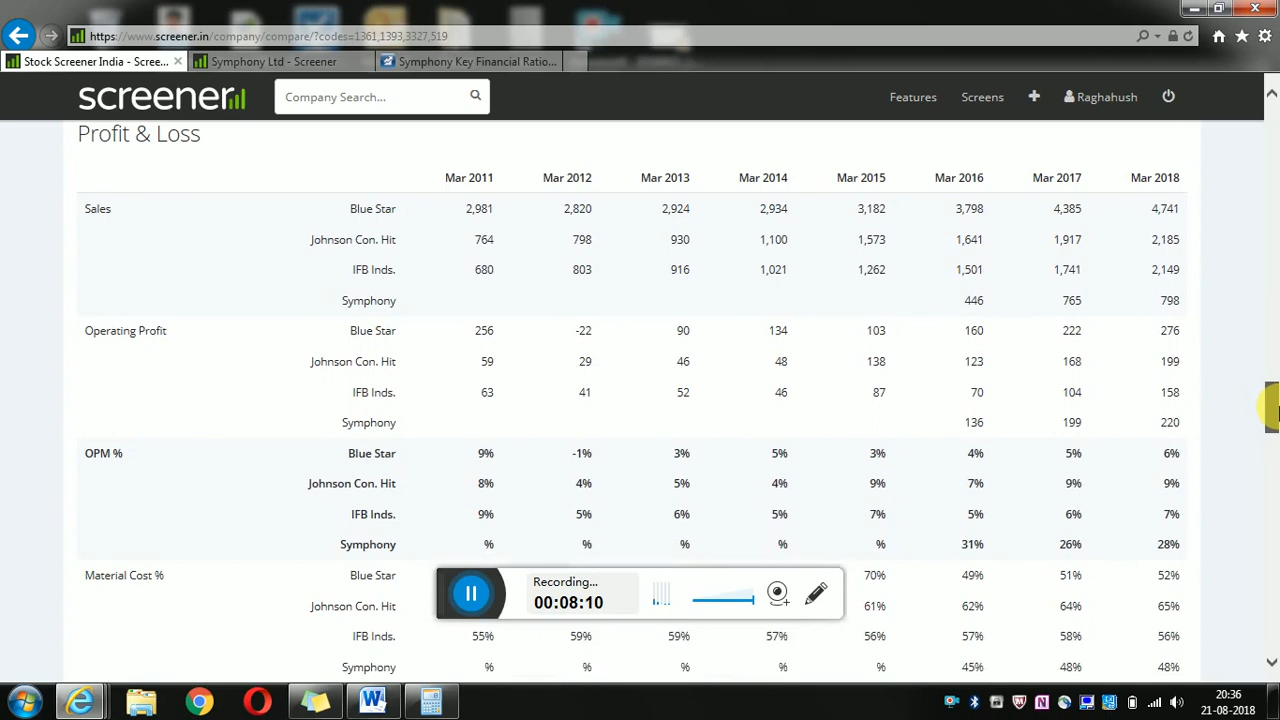 https://www.screener.in/company/compare/?codes=1361,1393,3327,519
Stock Screener India - Scree...
Symphony Ltd - Screener
Symphony Key Financial Ratio...
screener
Company Search...
Features
Screens
Raghahush
Profit & Loss
Mar 2011 Mar 2012 Mar 2013 Mar 2014 Mar 2015 Mar 2016 Mar 2017 Mar 2018
Sales Blue Star 2,981 2,820 2,924 2,934 3,182 3,798 4,385 4,741
Johnson Con. Hit 764 798 930 1,100 1,573 1,641 1,917 2,185
IFB Inds. 680 803 916 1,021 1,262 1,501 1,741 2,149
Symphony 446 765 798
Operating Profit Blue Star 256 -22 90 134 103 160 222 276
Johnson Con. Hit 59 29 46 48 138 123 168 199
IFB Inds. 63 41 52 46 87 70 104 158
Symphony 136 199 220
OPM % Blue Star 9% -1% 3% 5% 3% 4% 5% 6%
Johnson Con. Hit 8% 4% 5% 4% 9% 7% 9% 9%
IFB Inds. 9% 5% 6% 5% 7% 5% 6% 7%
Symphony % % % % % 31% 26% 28%
Material Cost % Blue Star 70% 49% 51% 52%
Johnson Con. Hit 61% 62% 64% 65%
IFB Inds. 55% 59% 59% 57% 56% 57% 58% 56%
Symphony % % % % % 45% 48% 48%
Recording...
00:08:10
20:36
21-08-2018